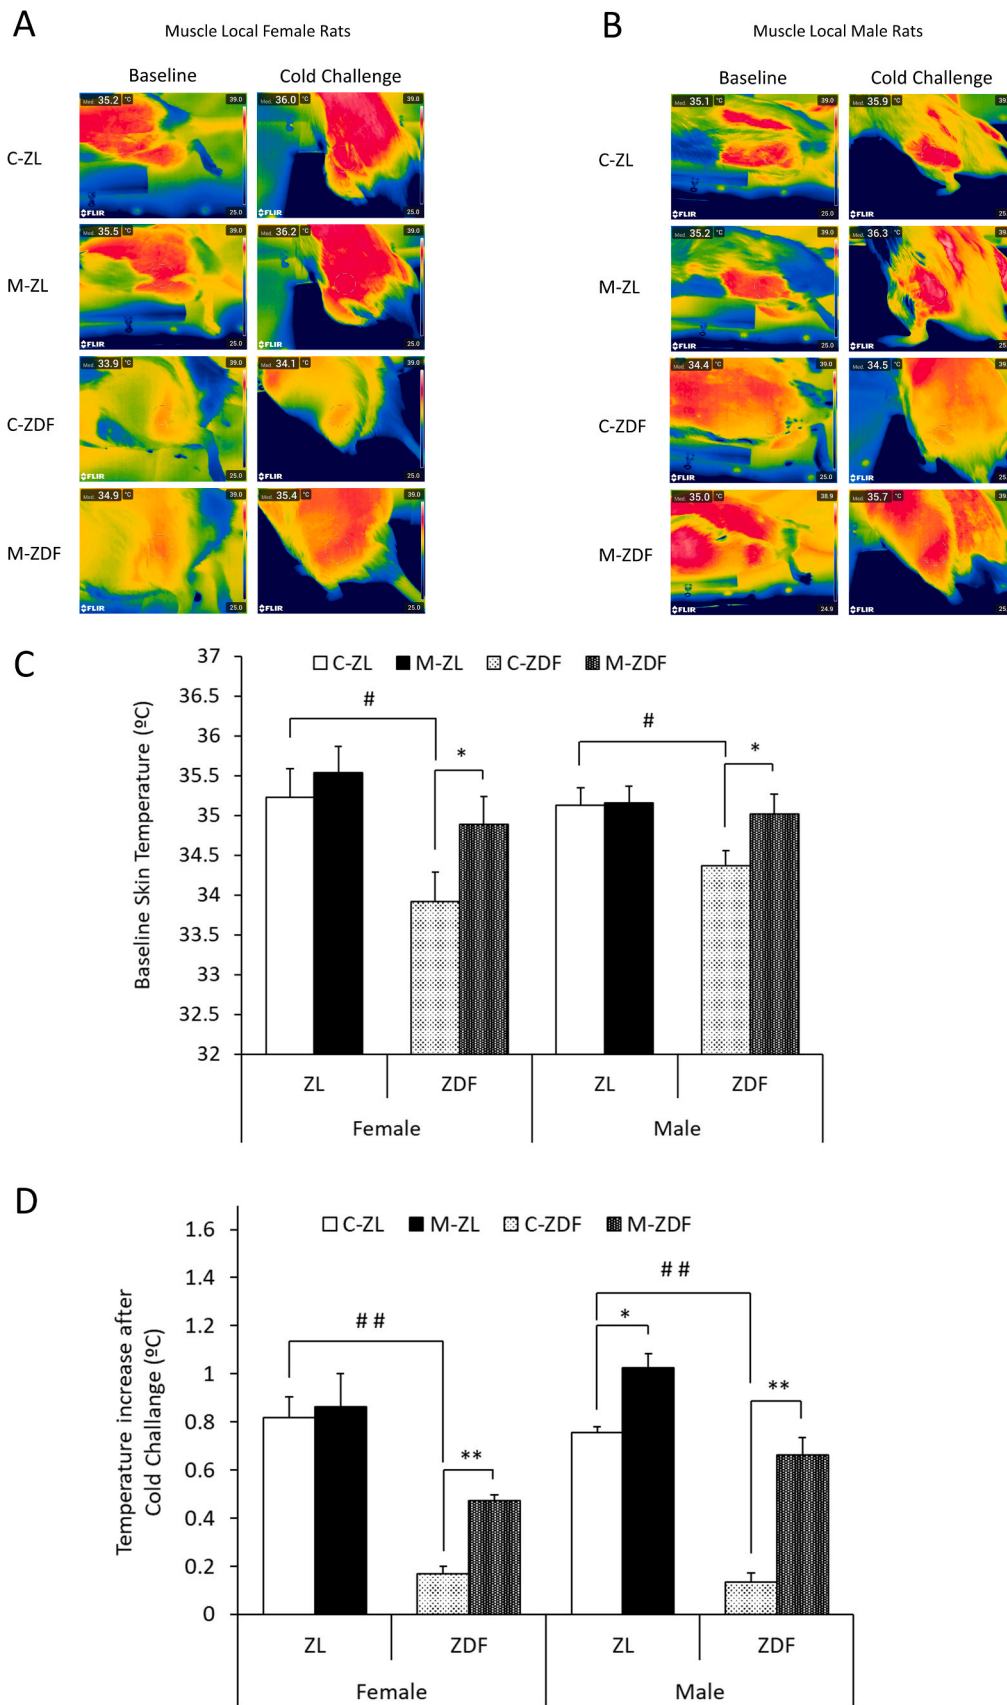 A
Muscle Local Female Rats
Baseline
Cold Challenge
C-ZL
Med. 35.2 °C
39.0
FLIR
25.0
Med. 36.0 °C
39.0
FLIR
25.0
M-ZL
Med. 35.5 °C
39.0
FLIR
25.0
Med. 36.2 °C
39.0
FLIR
25.0
C-ZDF
Med. 33.9 °C
39.0
FLIR
25.0
Med. 34.1 °C
39.0
FLIR
25.0
M-ZDF
Med. 34.9 °C
39.0
FLIR
25.0
Med. 35.4 °C
39.0
FLIR
25.0
B
Muscle Local Male Rats
Baseline
Cold Challenge
C-ZL
Med. 35.1 °C
39.0
FLIR
25.0
Med. 35.9 °C
39.
FLIR
25.
M-ZL
Med. 35.2 °C
39.0
FLIR
25.0
Med. 36.3 °C
39.
FLIR
25.
C-ZDF
Med. 34.4 °C
39.0
FLIR
25.0
Med. 34.5 °C
39.
FLIR
25.
M-ZDF
Med. 35.0 °C
38.9
FLIR
24.9
Med. 35.7 °C
39.
FLIR
25.
C
Baseline Skin Temperature (ºC)
37
36.5
36
35.5
35
34.5
34
33.5
33
32.5
32
C-ZL M-ZL C-ZDF M-ZDF
# * # *
ZL ZDF ZL ZDF
Female Male
D
Temperature increase after
Cold Challange (ºC)
1.6
1.4
1.2
1
0.8
0.6
0.4
0.2
0
C-ZL M-ZL C-ZDF M-ZDF
# #
# #
*
**
**
ZL ZDF ZL ZDF
Female Male